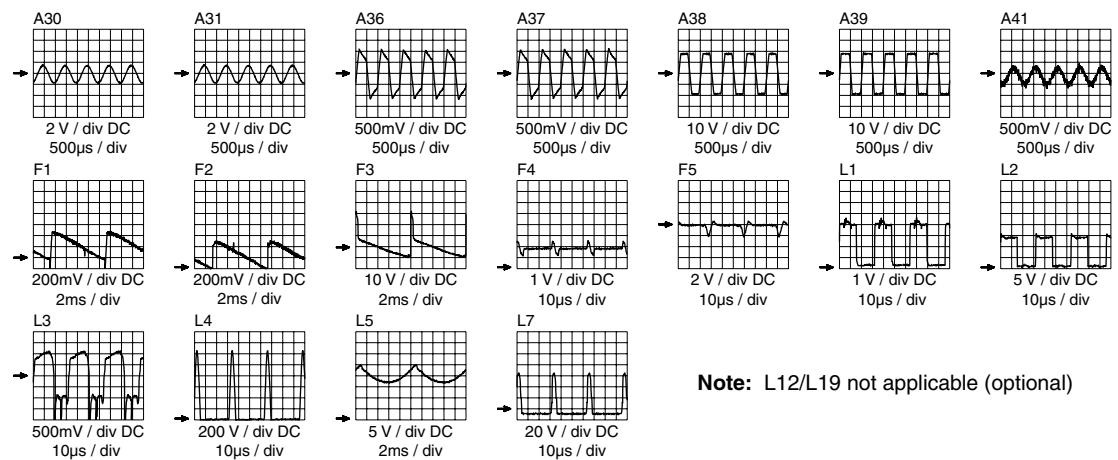 A30 A31 A36 A37 A38 A39 A41
2 V / div DC 2 V / div DC 500mV / div DC 500mV / div DC 10 V / div DC 10 V / div DC 500mV / div DC
500µs / div 500µs / div 500µs / div 500µs / div 500µs / div 500µs / div 500µs / div
F1 F2 F3 F4 F5 L1 L2
200mV / div DC 200mV / div DC 10 V / div DC 1 V / div DC 2 V / div DC 1 V / div DC 5 V / div DC
2ms / div 2ms / div 2ms / div 10µs / div 10µs / div 10µs / div 10µs / div
L3 L4 L5 L7
Note: L12/L19 not applicable (optional)
500mV / div DC 200 V / div DC 5 V / div DC 20 V / div DC
10µs / div 10µs / div 2ms / div 10µs / div